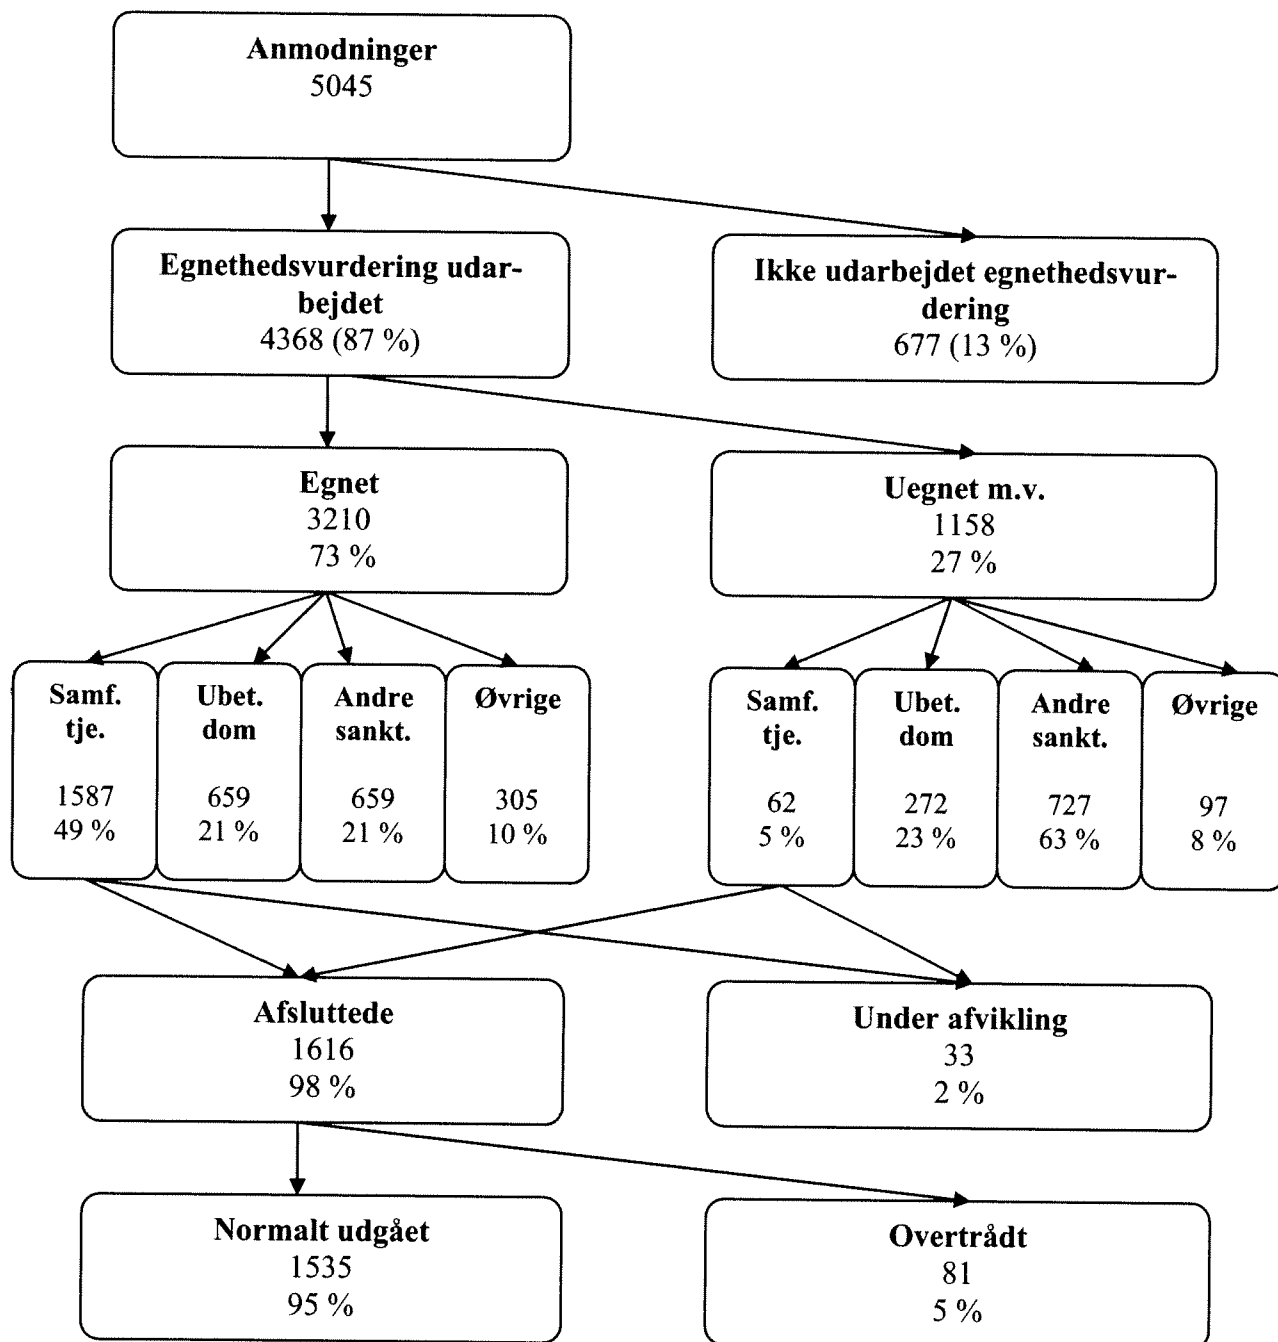 Anmodninger
5045
Egnethedsvurdering udar-
bejdet
4368 (87 %)
Ikke udarbejdet egnethedsvur-
dering
677 (13 %)
Egnet
3210
73 %
Uegnet m.v.
1158
27 %
Samf.
tje.
1587
49 %
Ubet.
dom
659
21 %
Andre
sankt.
659
21 %
Øvrige
305
10 %
Samf.
tje.
62
5 %
Ubet.
dom
272
23 %
Andre
sankt.
727
63 %
Øvrige
97
8 %
Afsluttede
1616
98 %
Under afvikling
33
2 %
Normalt udgået
1535
95 %
Overtrådt
81
5 %